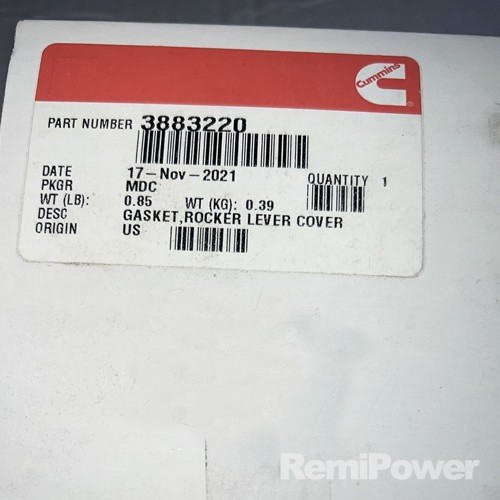 Cummins
PART NUMBER 3883220
DATE 17-Nov-2021 QUANTITY 1
PKGR MDC
WT (LB): 0.85 WT (KG): 0.39
DESC GASKET,ROCKER LEVER COVER
ORIGIN US
RemiPower